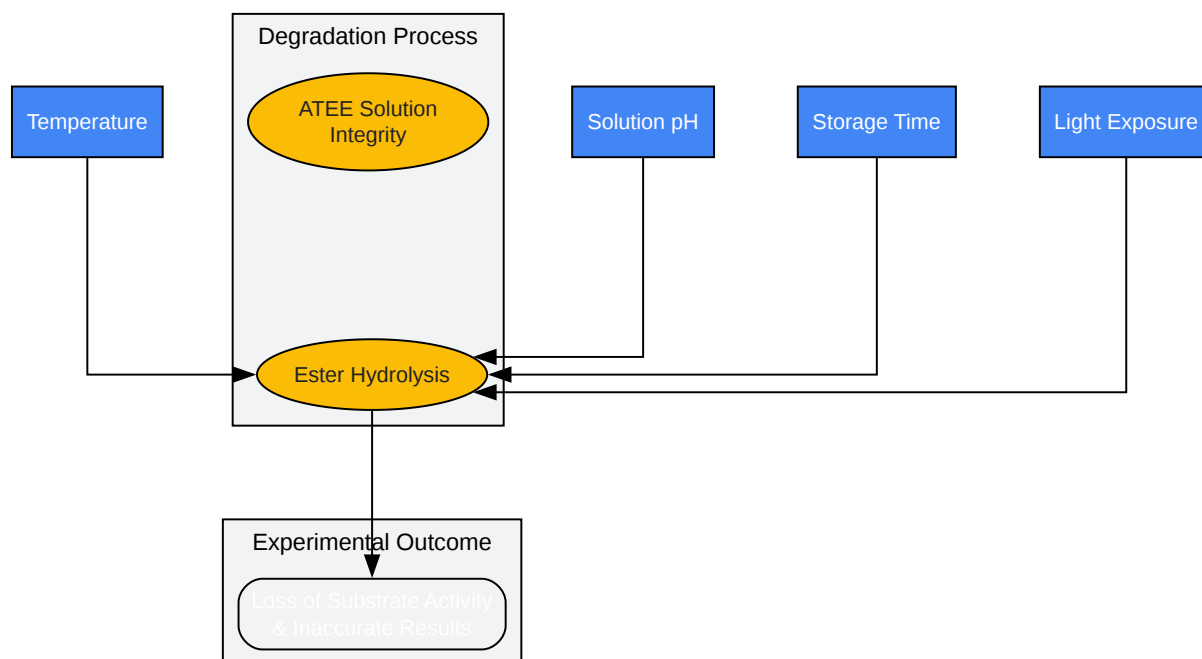 Degradation Process
Temperature
ATEE Solution
Integrity
Solution pH
Storage Time
Light Exposure
Ester Hydrolysis
Experimental Outcome
Loss of Substrate Activity
& Inaccurate Results